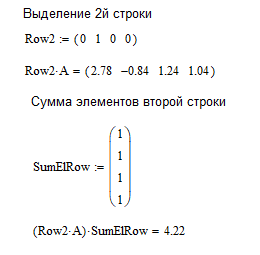 Выделение 2й строки
Row2 := (0 1 0 0)
Row2·A = (2.78 −0.84 1.24 1.04)
Сумма элементов второй строки
1
1
SumElRow :=
1
1
(Row2·A)·SumElRow = 4.22